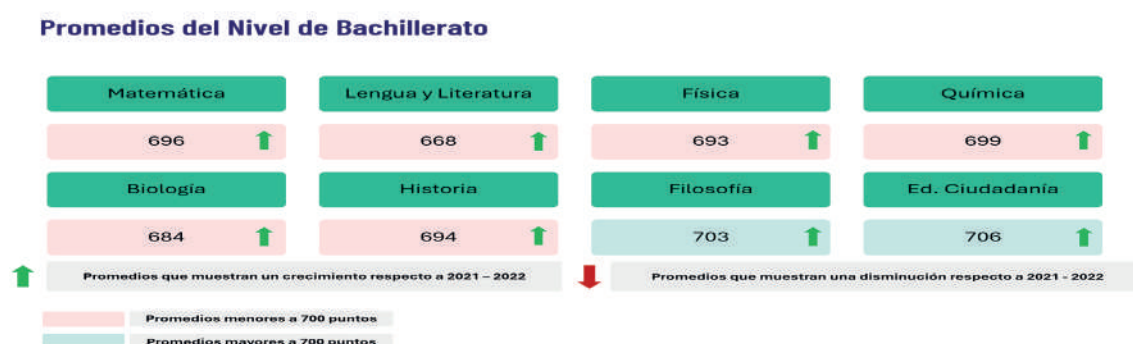 Promedios del Nivel de Bachillerato
Matemática Lengua y Literatura Física Química
696 668 693 699
Biología Historia Filosofía Ed. Ciudadanía
684 694 703 706
Promedios que muestran un crecimiento respecto a 2021 – 2022 Promedios que muestran una disminución respecto a 2021 - 2022
Promedios menores a 700 puntos
Promedios mayores a 700 puntos